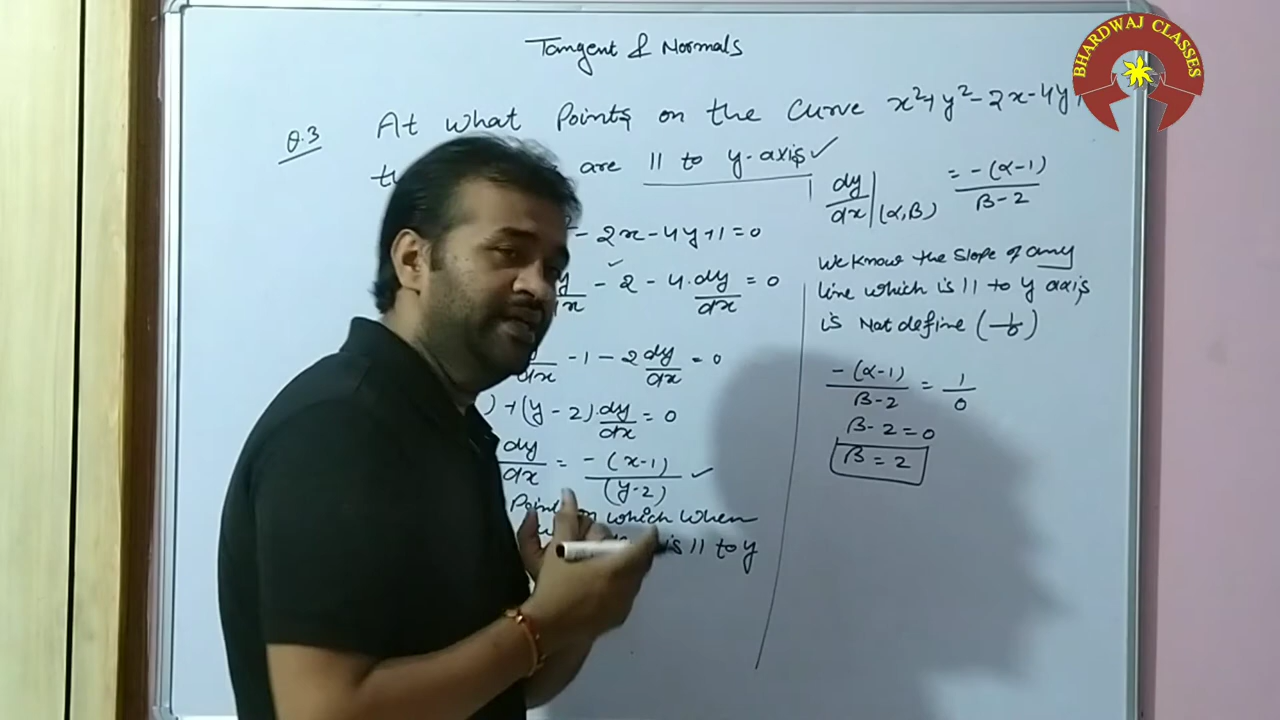 BHARDWAJ CLASSES
Tangent & Normals
Q.3 At what Points on the Curve x²+y²-2x-4y+
are || to y-axis ✓
- 2x-4y+1=0
dx - 2 - 4.dy/dx = 0
dx -1 - 2 dy/dx = 0
) + (y-2).dy/dx = 0
dy/dx = -(x-1)/(y-2) ✓
Point on which when
is || to y
dy/dx|(α,β) = -(α-1)/β-2
We know the slope of any
line which is || to y axis
is Not define (1/0)
-(α-1)/β-2 = 1/0
β-2=0
β=2